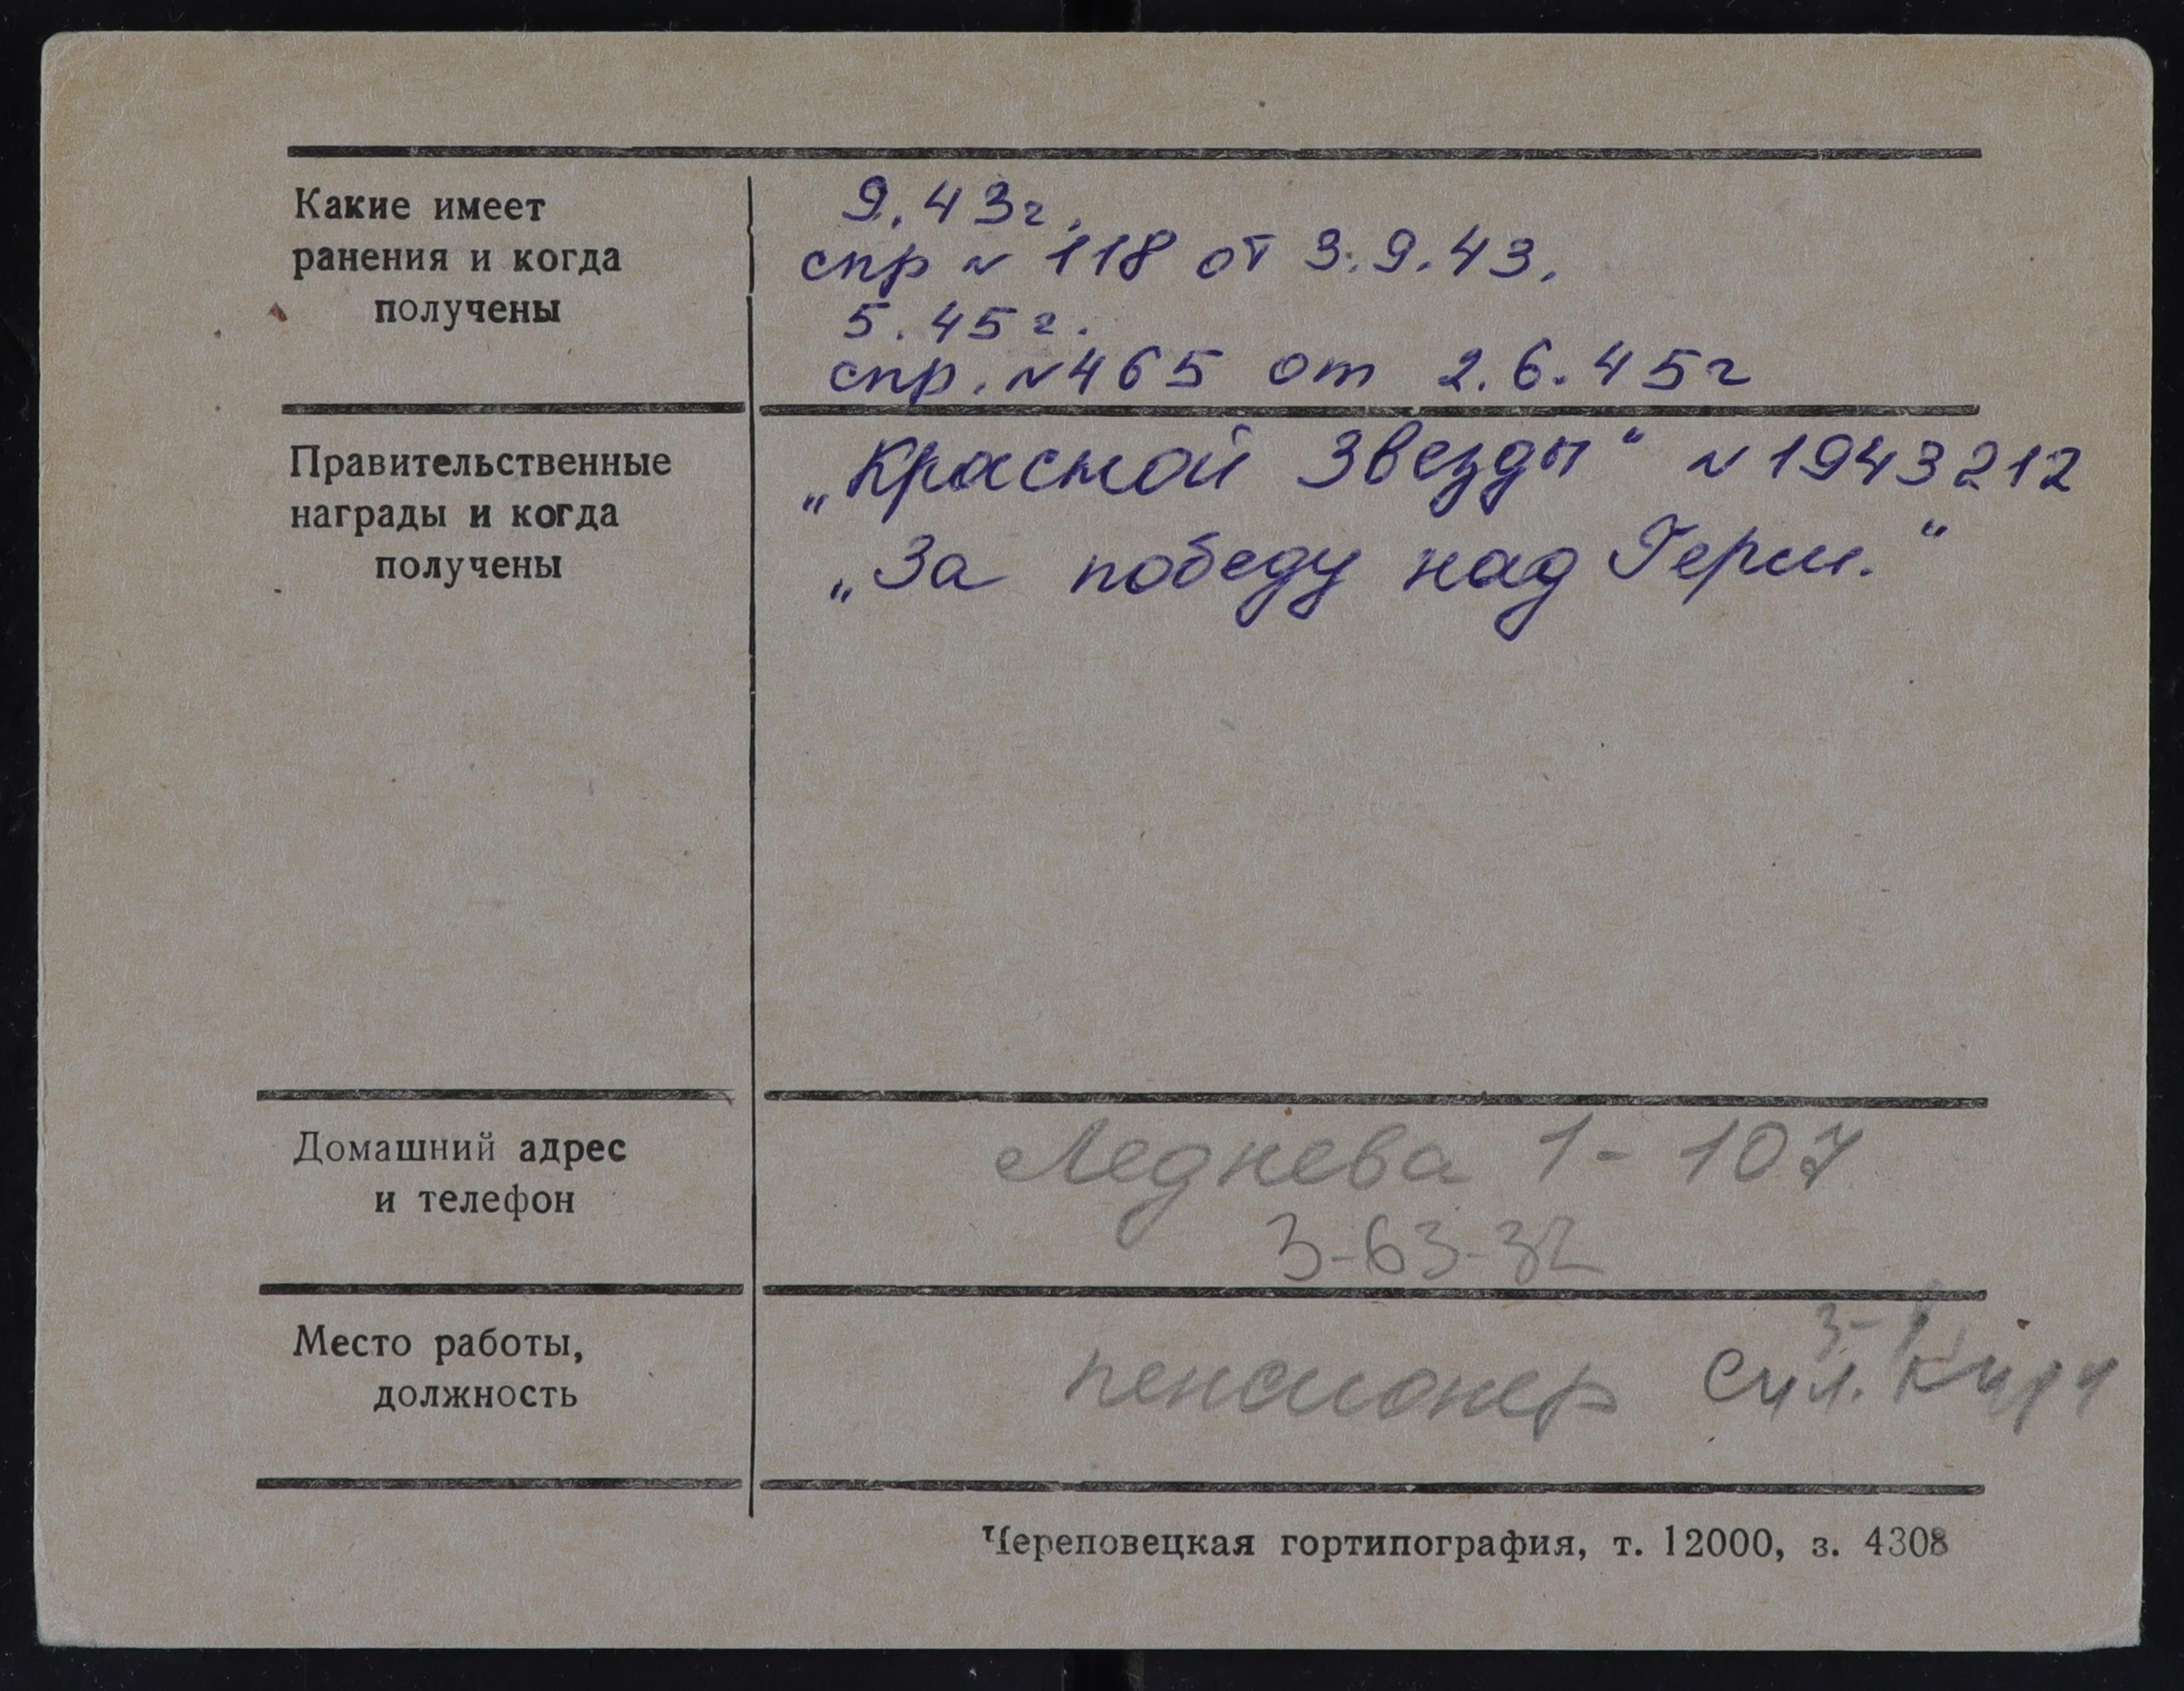 Какие имеет
ранения и когда
получены
9.43г.
спр № 118 от 3.9.43.
5.45г.
спр. №465 от 2.6.45г
Правительственные
награды и когда
получены
„Красной Звезды“ №1943212
„За победу над Герм.“
Домашний адрес
и телефон
Леднева 1-107
3-63-32
Место работы,
должность
пенсионер
Череповецкая гортипография, т. 12000, з. 4308